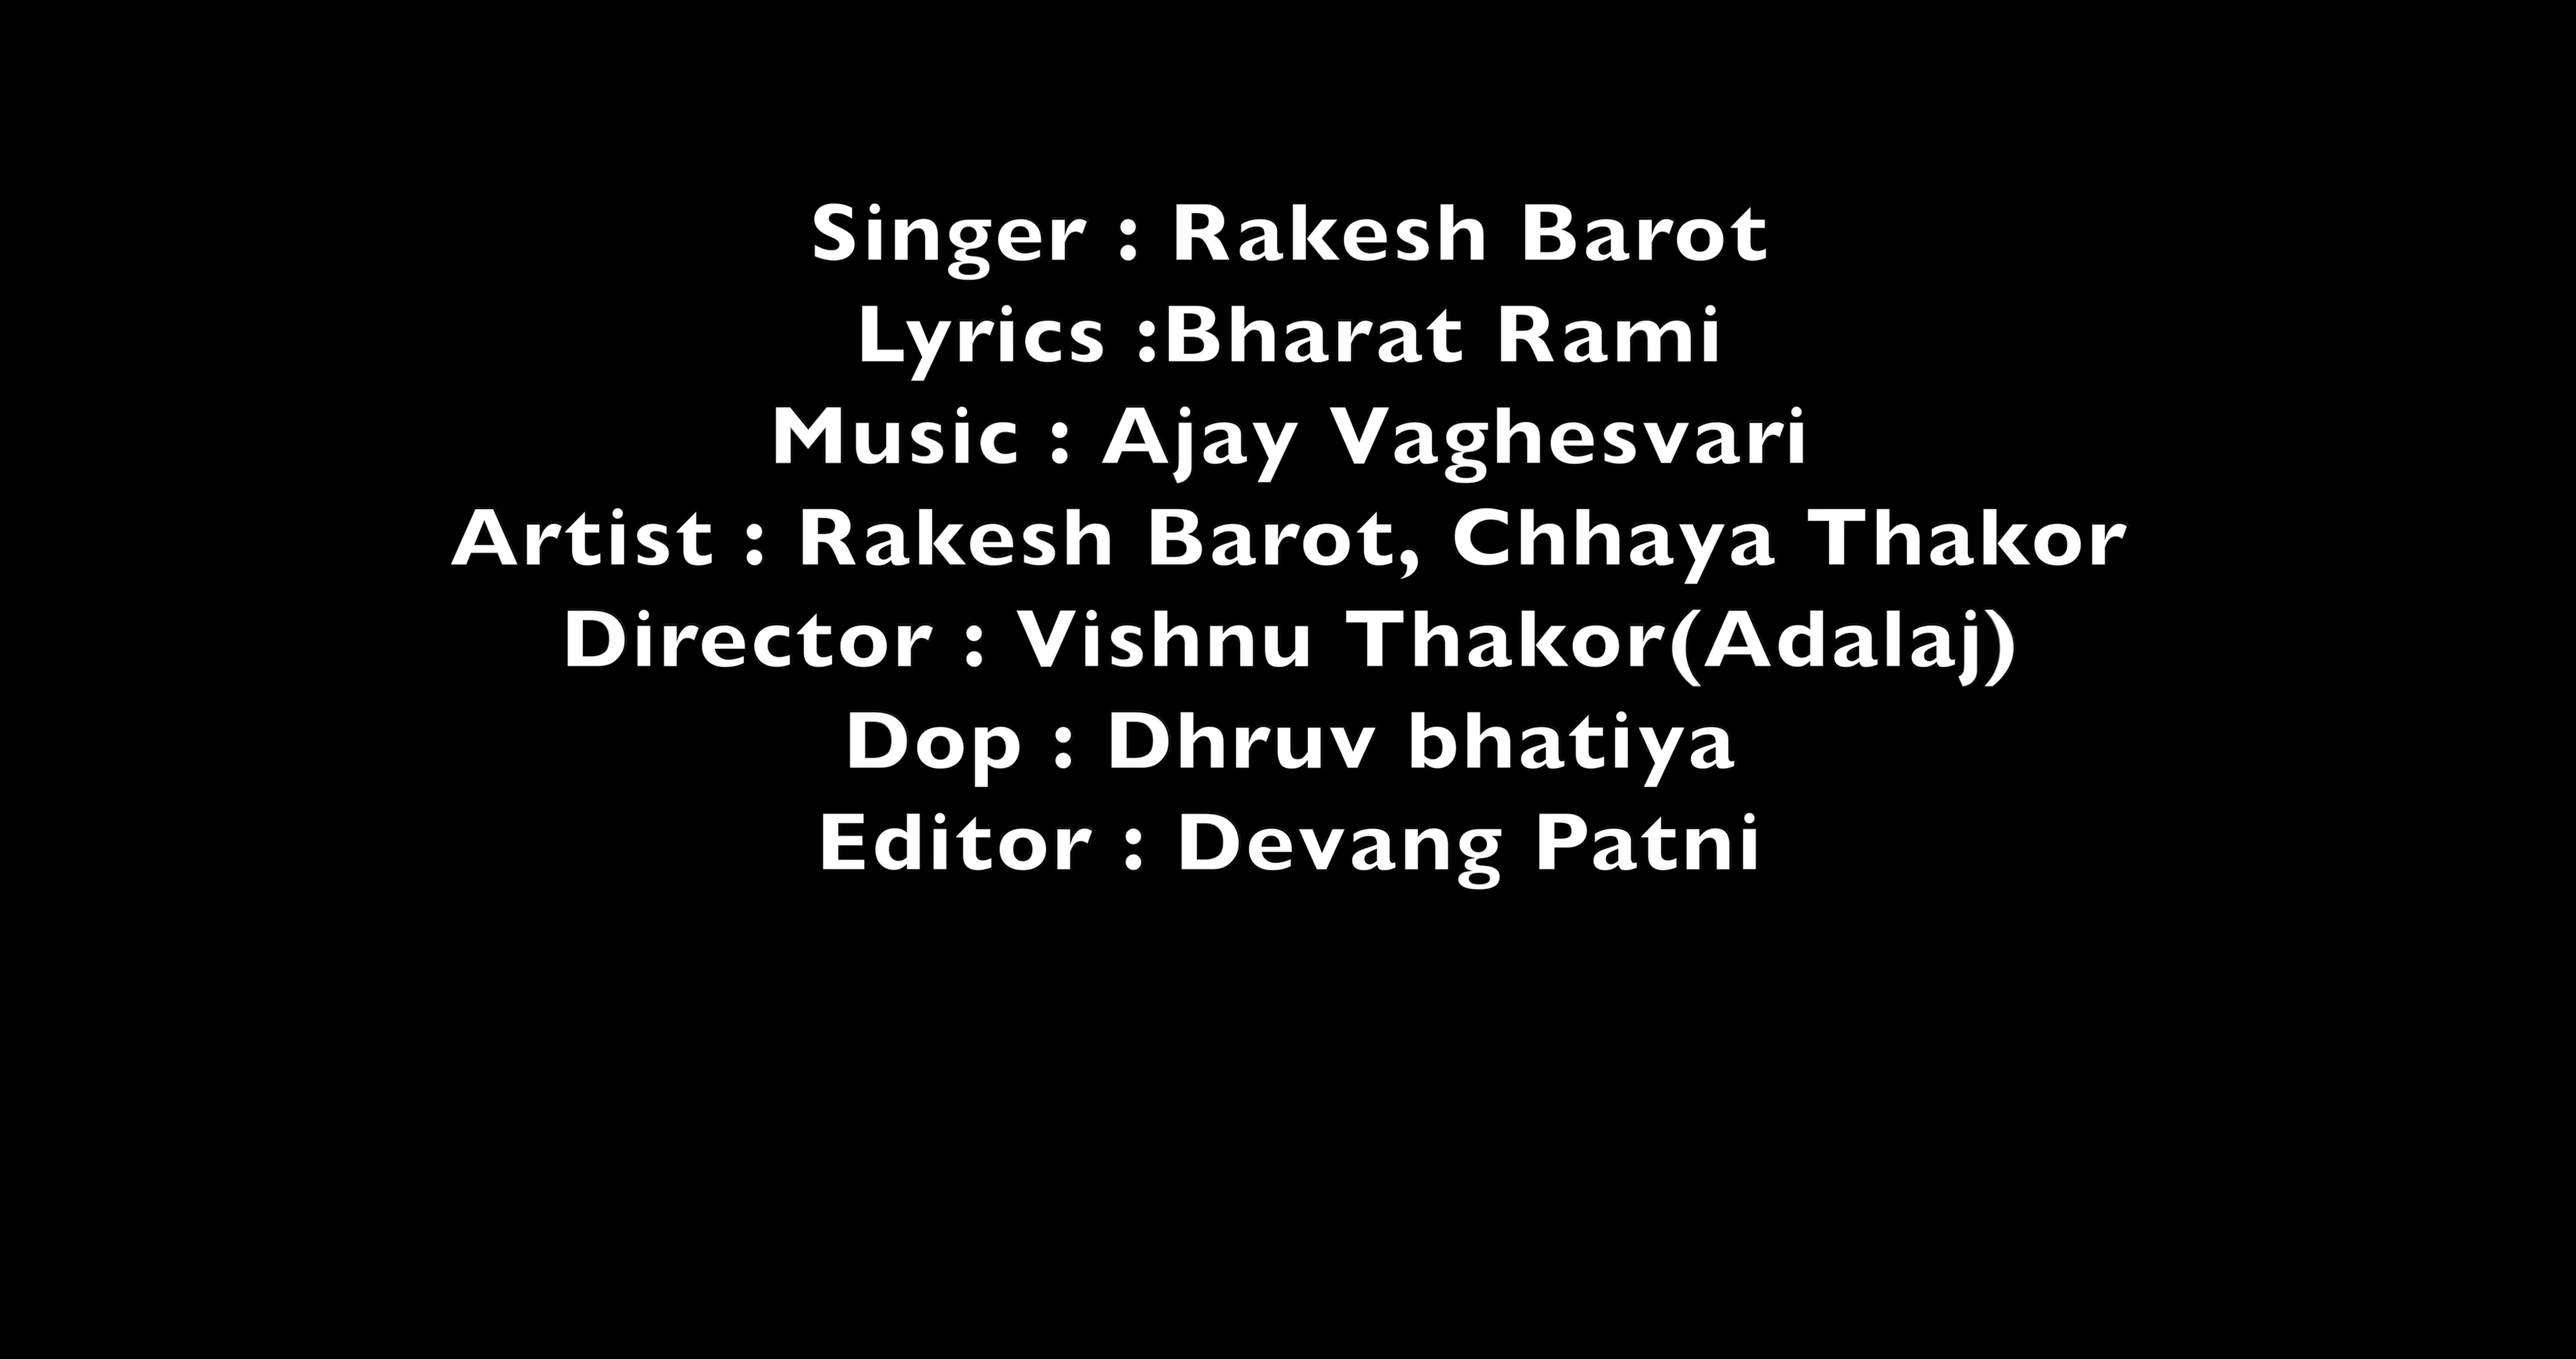 Singer : Rakesh Barot
Lyrics :Bharat Rami
Music : Ajay Vaghesvari
Artist : Rakesh Barot, Chhaya Thakor
Director : Vishnu Thakor(Adalaj)
Dop : Dhruv bhatiya
Editor : Devang Patni